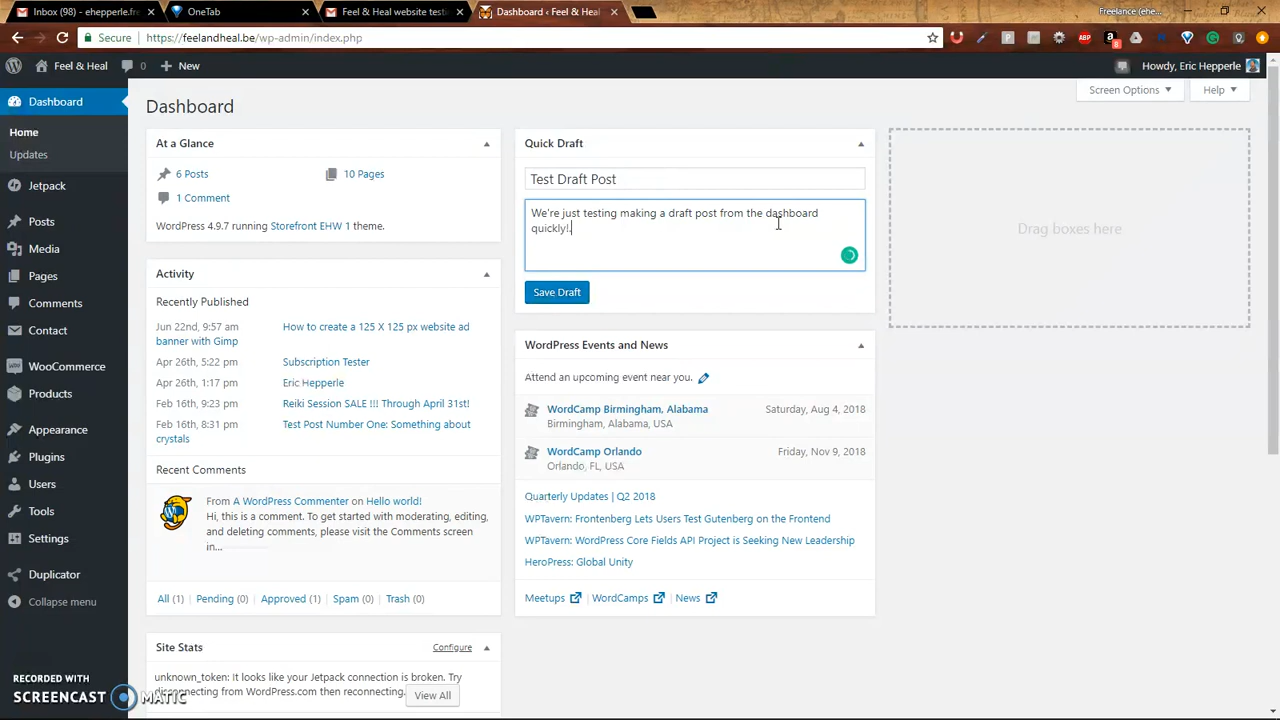 Inbox (98) - ehepperle.fre
OneTab
Feel & Heal website testi
Dashboard ‹ Feel & Heal
Freelance (ehe...
Secure
https://feelandheal.be/wp-admin/index.php
ABP
8
Feel & Heal
0
New
Howdy, Eric Hepperle
Dashboard
Home
Updates
Jetpack
Posts
Media
Pages
Comments
Contact
WooCommerce
Products
Appearance
Plugins
Users
Tools
Settings
Duplicator
Collapse menu
RECORDED WITH
SCREENCAST MATIC
Screen Options
Help
Dashboard
At a Glance
6 Posts
10 Pages
1 Comment
WordPress 4.9.7 running Storefront EHW 1 theme.
Activity
Recently Published
Jun 22nd, 9:57 am How to create a 125 X 125 px website ad
banner with Gimp
Apr 26th, 5:22 pm Subscription Tester
Apr 26th, 1:17 pm Eric Hepperle
Feb 16th, 9:23 pm Reiki Session SALE !!! Through April 31st!
Feb 16th, 8:31 pm Test Post Number One: Something about
crystals
Recent Comments
From A WordPress Commenter on Hello world!
Hi, this is a comment. To get started with moderating, editing,
and deleting comments, please visit the Comments screen
in…
All (1) | Pending (0) | Approved (1) | Spam (0) | Trash (0)
Site Stats
Configure
unknown_token: It looks like your Jetpack connection is broken. Try
disconnecting from WordPress.com then reconnecting.
View All
Quick Draft
Test Draft Post
We're just testing making a draft post from the dashboard
quickly!.
Save Draft
WordPress Events and News
Attend an upcoming event near you.
WordCamp Birmingham, Alabama
Saturday, Aug 4, 2018
Birmingham, Alabama, USA
WordCamp Orlando
Friday, Nov 9, 2018
Orlando, FL, USA
Quarterly Updates | Q2 2018
WPTavern: Frontenberg Lets Users Test Gutenberg on the Frontend
WPTavern: WordPress Core Fields API Project is Seeking New Leadership
HeroPress: Global Unity
Meetups | WordCamps | News
Drag boxes here